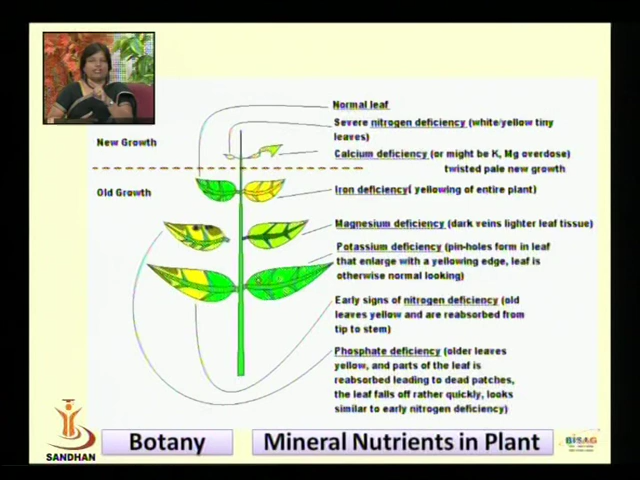 Normal leaf
Severe nitrogen deficiency (white/yellow tiny
leaves)
New Growth
Calcium deficiency (or might be K, Mg overdose)
twisted pale new growth
Old Growth
Iron deficiency( yellowing of entire plant)
Magnesium deficiency (dark veins lighter leaf tissue)
Potassium deficiency (pin-holes form in leaf
that enlarge with a yellowing edge, leaf is
otherwise normal looking)
Early signs of nitrogen deficiency (old
leaves yellow and are reabsorbed from
tip to stem)
Phosphate deficiency (older leaves
yellow, and parts of the leaf is
reabsorbed leading to dead patches,
the leaf falls off rather quickly, looks
similar to early nitrogen deficiency)
SANDHAN
Botany
Mineral Nutrients in Plant
BISAG